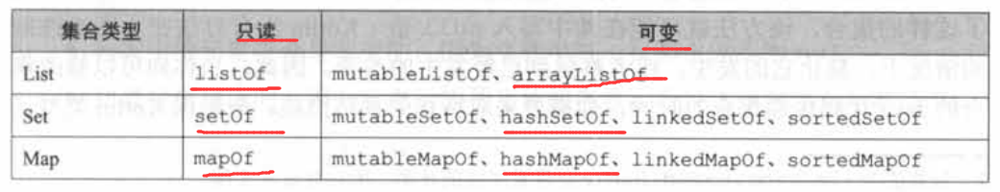 集合类型 只读 可变
List listOf mutableListOf、arrayListOf
Set setOf mutableSetOf、hashSetOf、linkedSetOf、sortedSetOf
Map mapOf mutableMapOf、hashMapOf、linkedMapOf、sortedMapOf